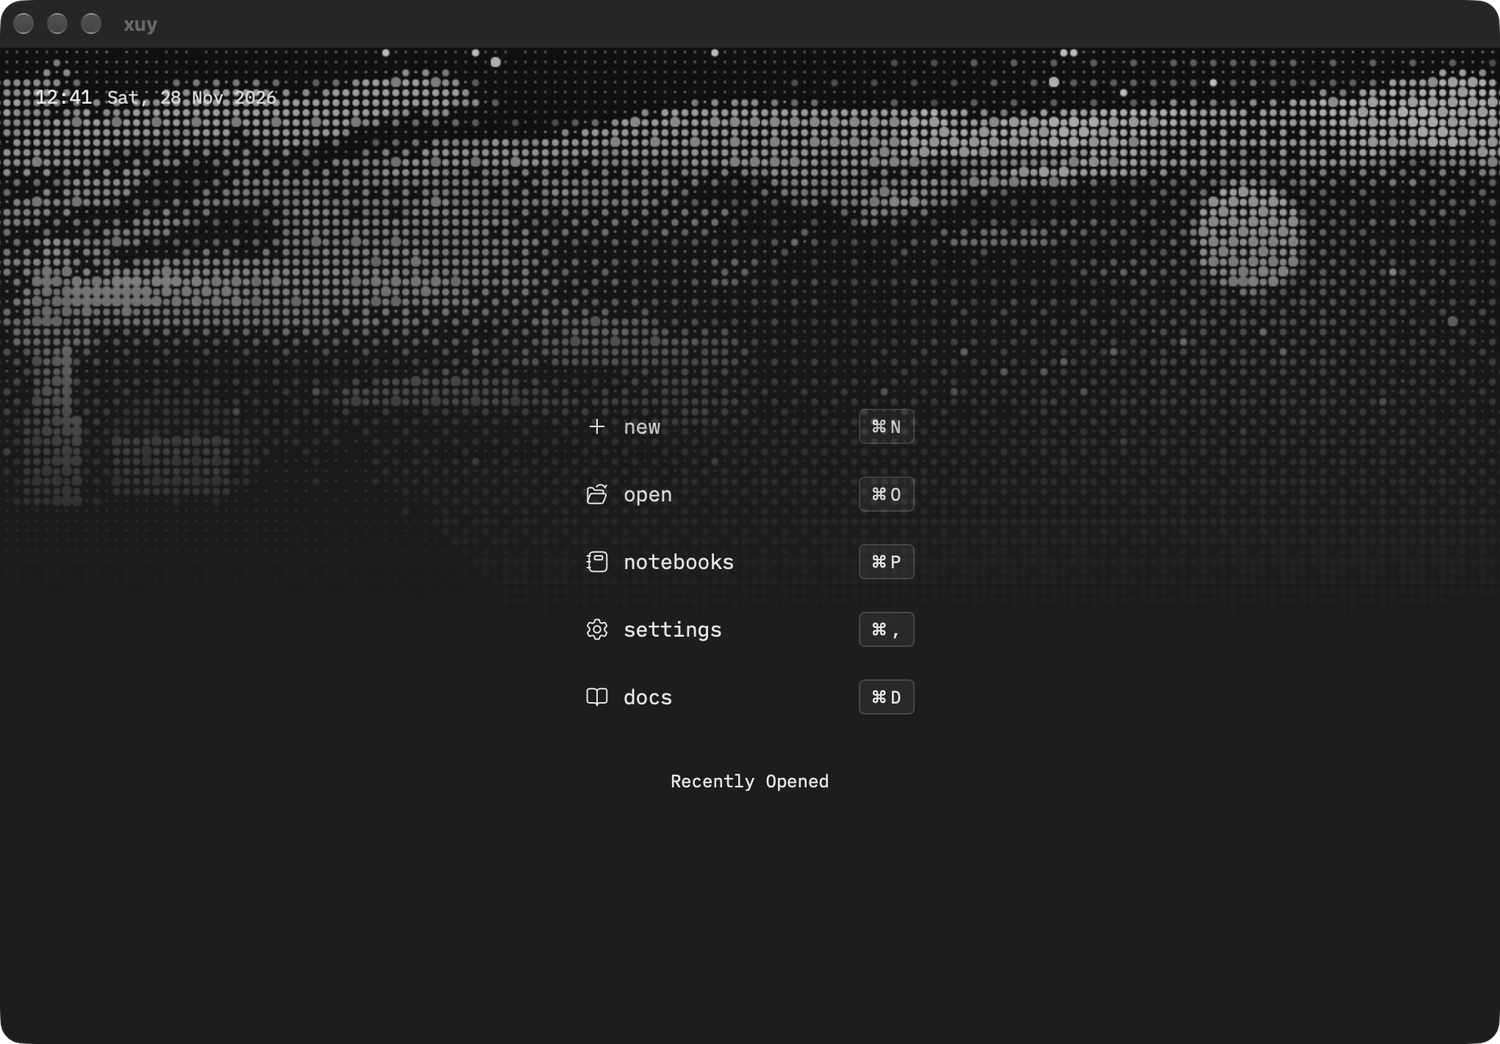 xuy
12:41 Sat, 28 Nov 2026
new ⌘N
open ⌘O
notebooks ⌘P
settings ⌘,
docs ⌘D
Recently Opened